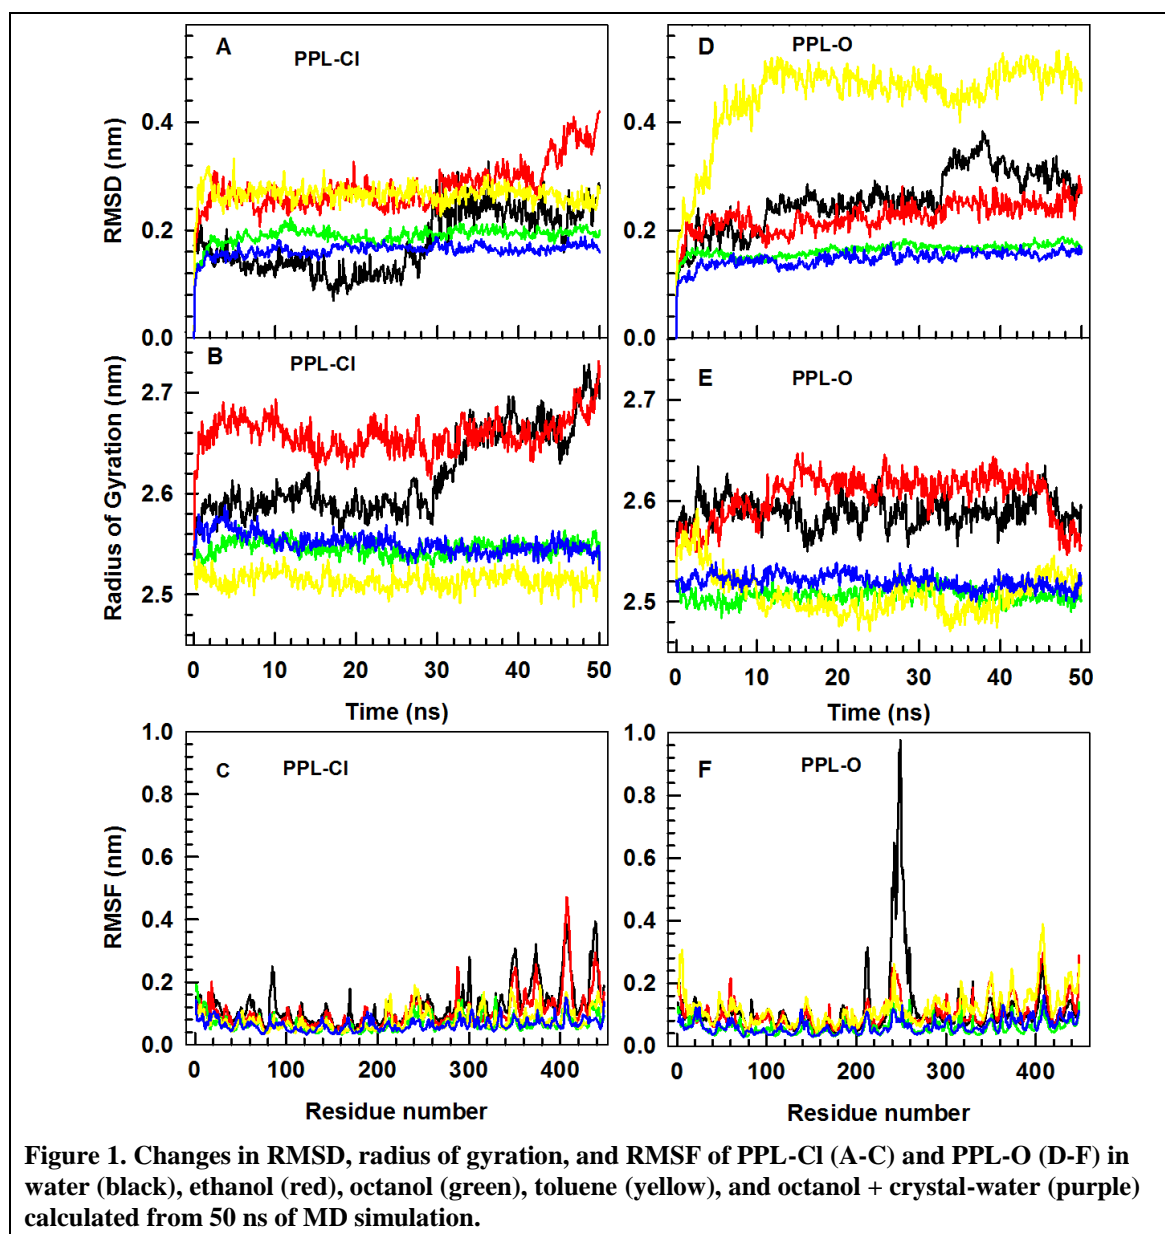 A
PPL-Cl
RMSD (nm)
0.4
0.2
0.0
D
PPL-O
0.4
0.2
0.0
B
PPL-Cl
Radius of Gyration (nm)
2.7
2.6
2.5
0 10 20 30 40 50
Time (ns)
E
PPL-O
2.7
2.6
2.5
0 10 20 30 40 50
Time (ns)
C
PPL-Cl
RMSF (nm)
1.0
0.8
0.6
0.4
0.2
0.0
0 100 200 300 400
Residue number
F
PPL-O
1.0
0.8
0.6
0.4
0.2
0.0
0 100 200 300 400
Residue number
Figure 1. Changes in RMSD, radius of gyration, and RMSF of PPL-Cl (A-C) and PPL-O (D-F) in
water (black), ethanol (red), octanol (green), toluene (yellow), and octanol + crystal-water (purple)
calculated from 50 ns of MD simulation.